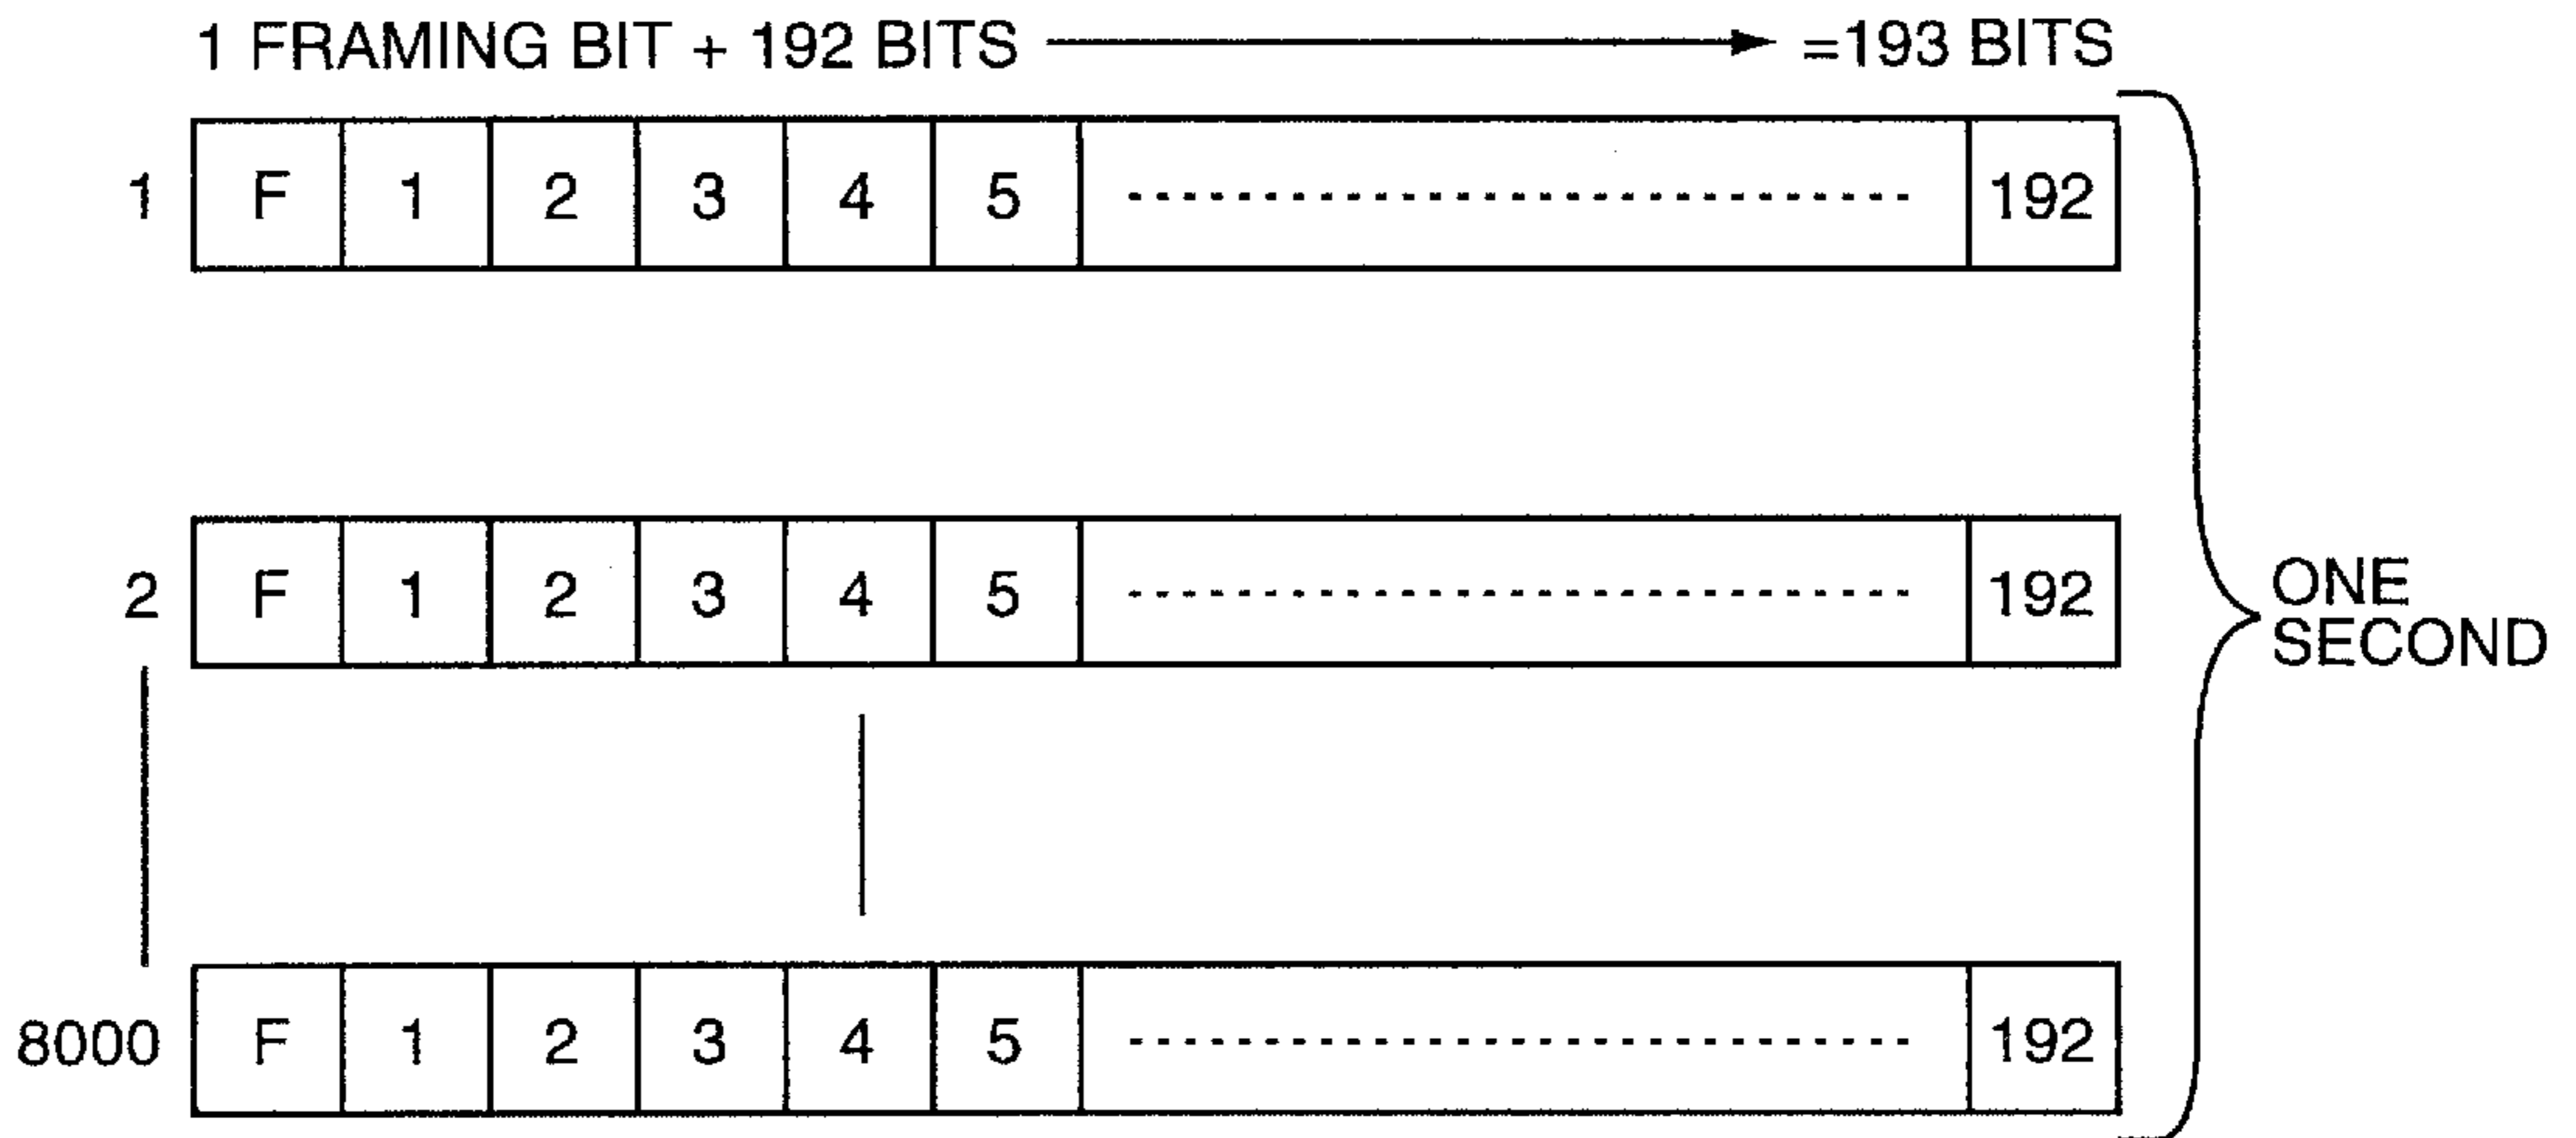 1 FRAMING BIT + 192 BITS =193 BITS
1 F 1 2 3 4 5 192
2 F 1 2 3 4 5 192
ONE
SECOND
8000 F 1 2 3 4 5 192